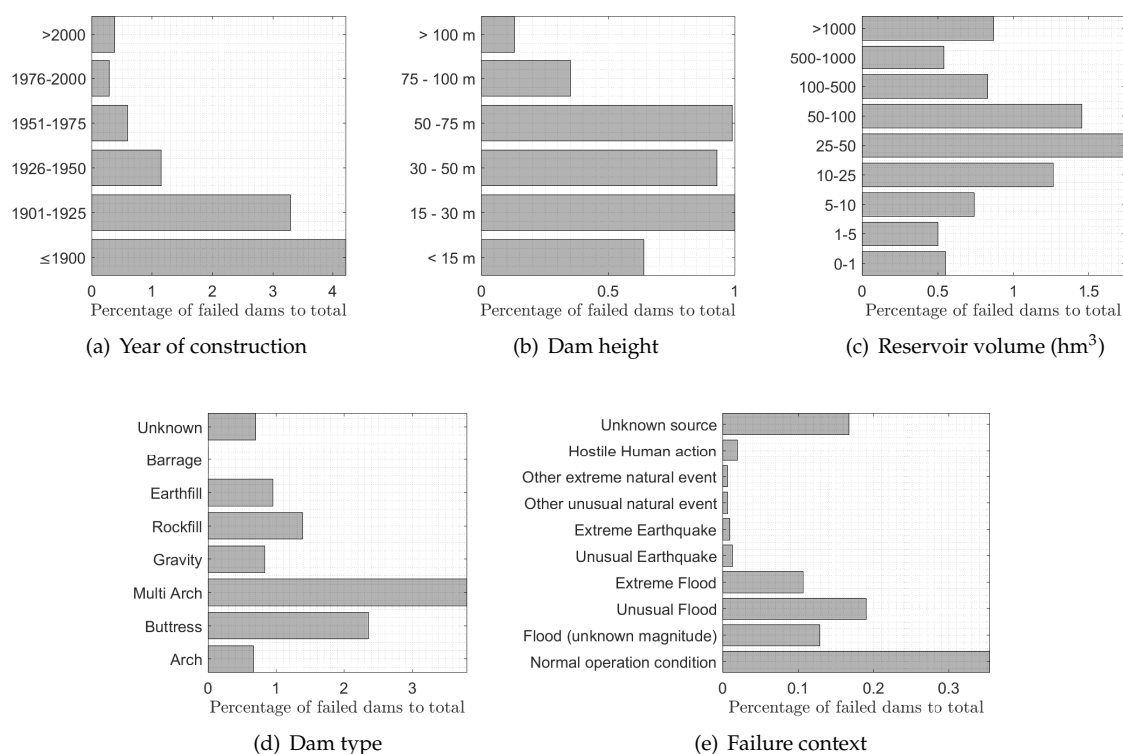 >2000
1976-2000
1951-1975
1926-1950
1901-1925
≤1900
0 1 2 3 4
Percentage of failed dams to total
(a) Year of construction
> 100 m
75 - 100 m
50 -75 m
30 - 50 m
15 - 30 m
< 15 m
0 0.5 1
Percentage of failed dams to total
(b) Dam height
>1000
500-1000
100-500
50-100
25-50
10-25
5-10
1-5
0-1
0 0.5 1 1.5
Percentage of failed dams to total
(c) Reservoir volume (hm³)
Unknown
Barrage
Earthfill
Rockfill
Gravity
Multi Arch
Buttress
Arch
0 1 2 3
Percentage of failed dams to total
(d) Dam type
Unknown source
Hostile Human action
Other extreme natural event
Other unusual natural event
Extreme Earthquake
Unusual Earthquake
Extreme Flood
Unusual Flood
Flood (unknown magnitude)
Normal operation condition
0 0.1 0.2 0.3
Percentage of failed dams to total
(e) Failure context